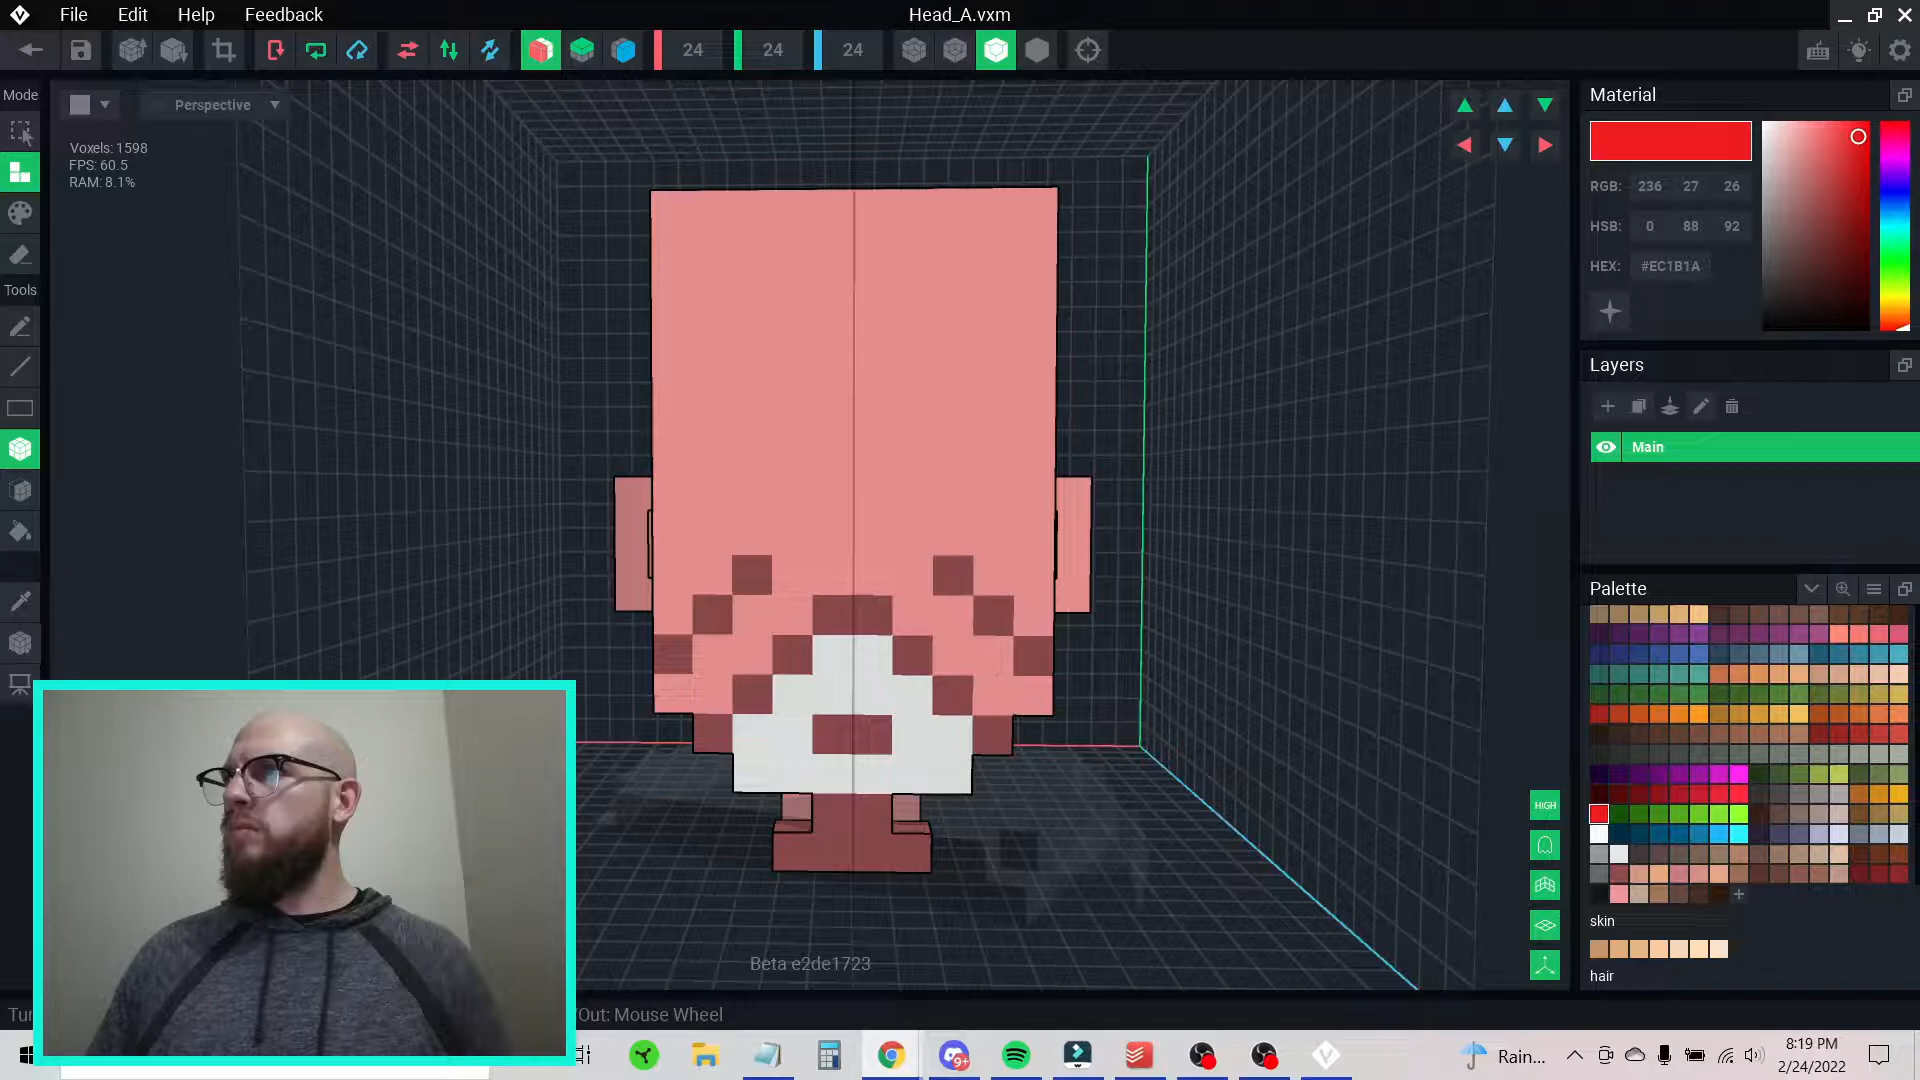 File Edit Help Feedback
Head_A.vxm
24 24 24
Mode
Perspective
Voxels: 1598
FPS: 60.5
RAM: 8.1%
Tools
Material
RGB: 236 27 26
HSB: 0 88 92
HEX: #EC1B1A
Layers
Main
Palette
HIGH
skin
hair
Beta e2de1723
/Out: Mouse Wheel
9+
Rain...
8:19 PM
2/24/2022